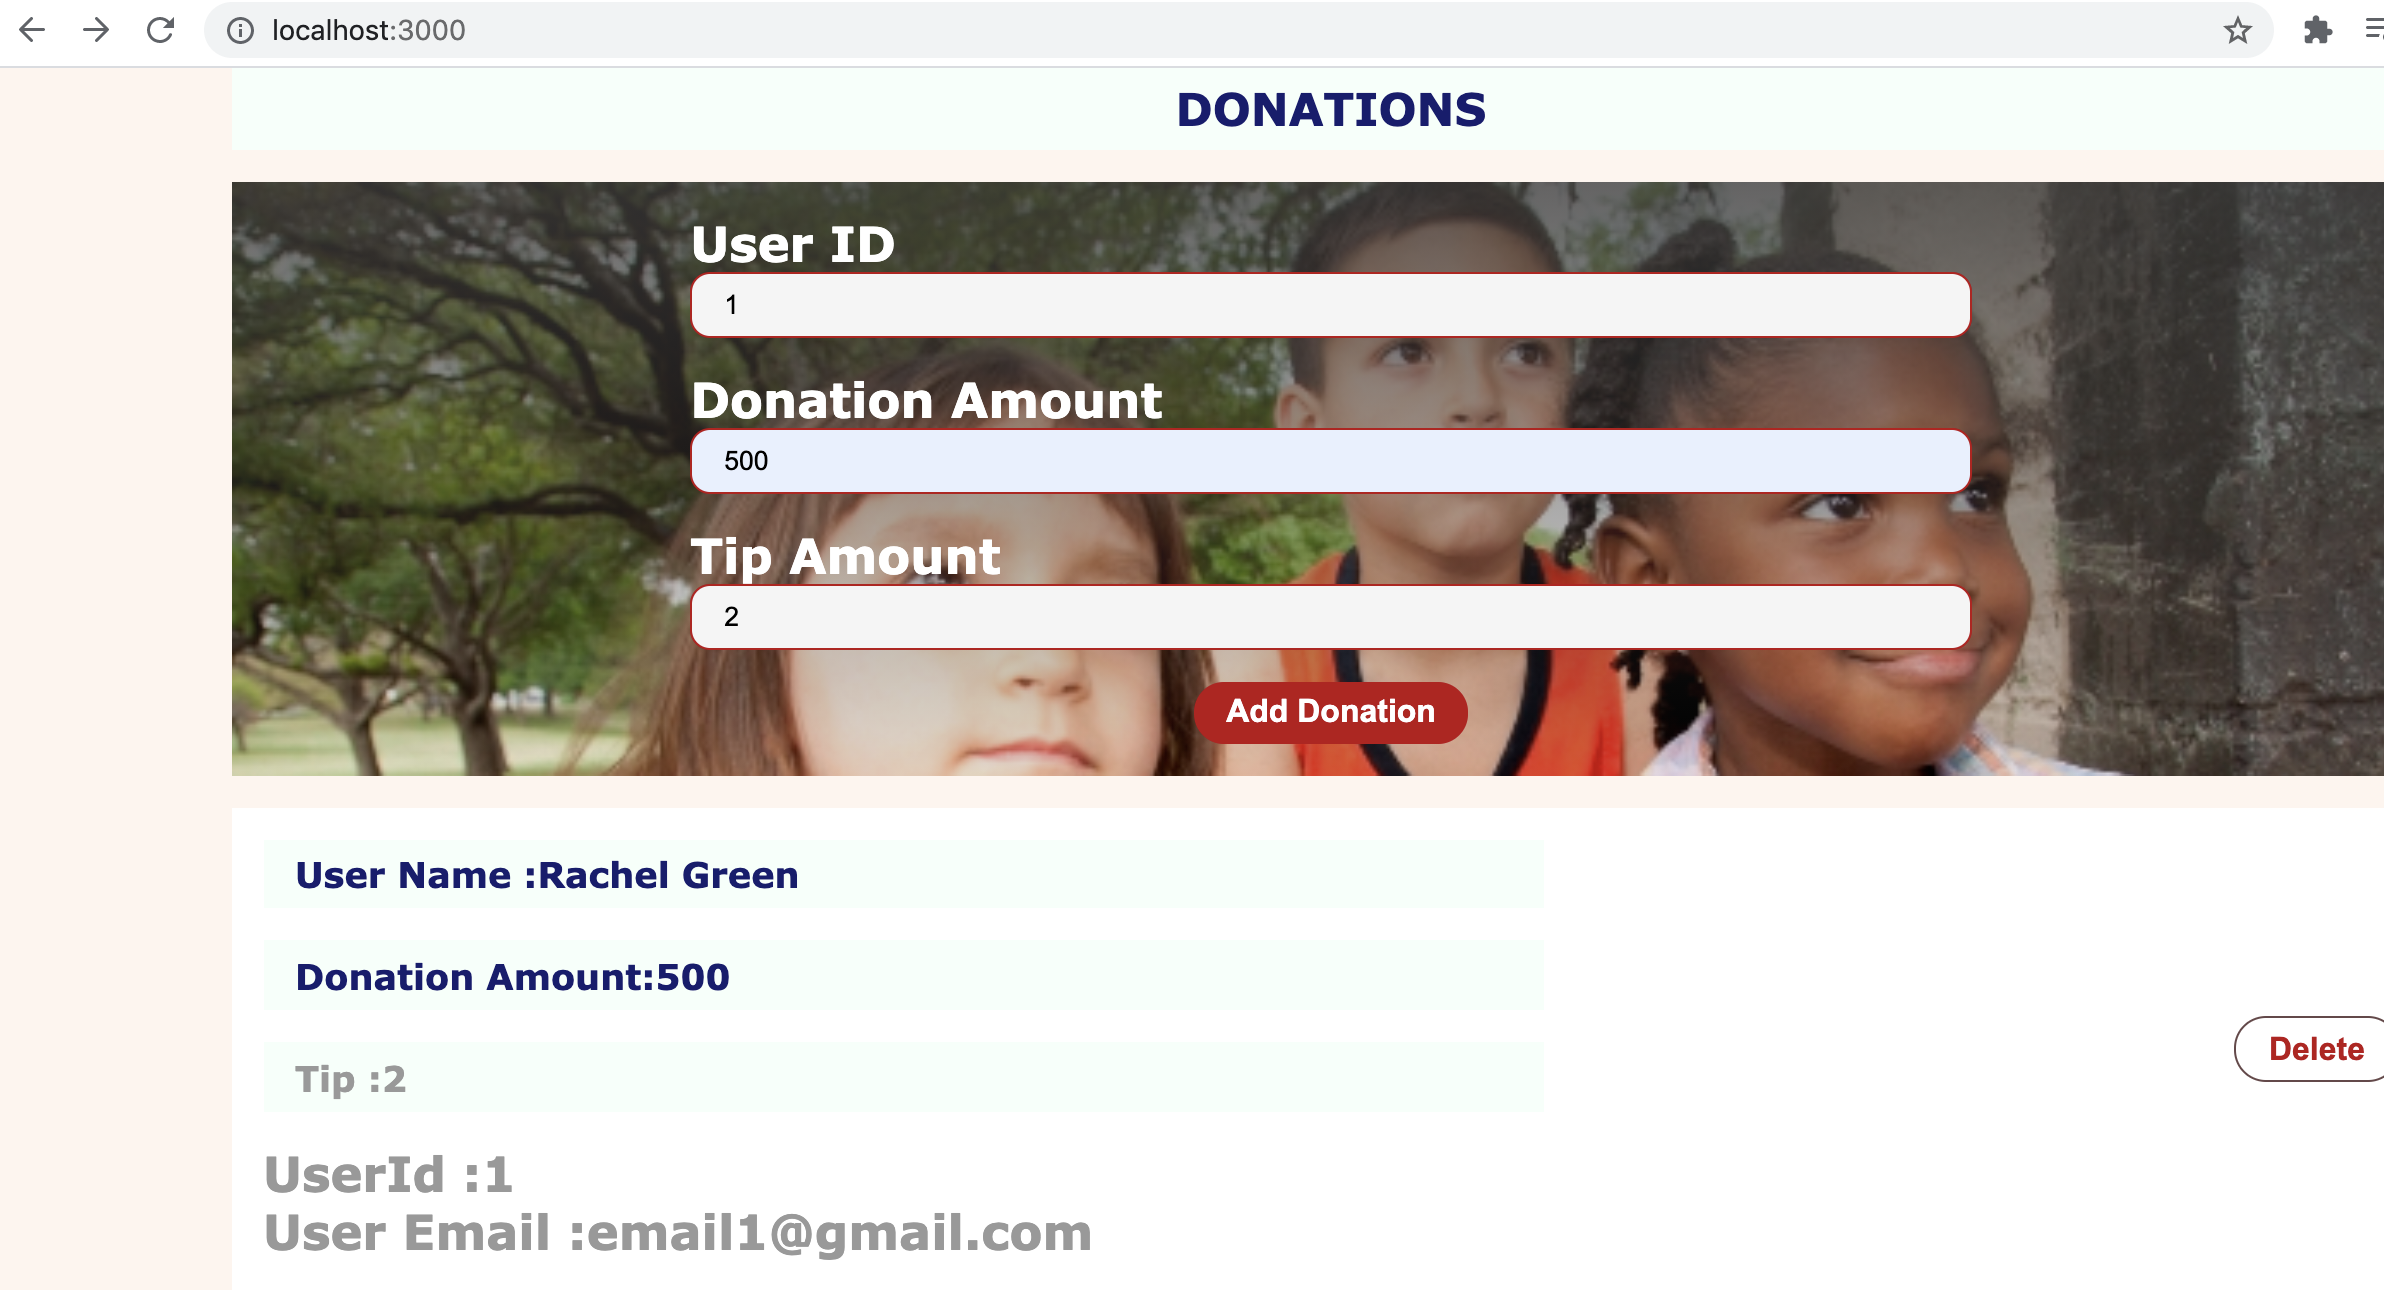 localhost:3000
DONATIONS
User ID
1
Donation Amount
500
Tip Amount
2
Add Donation
User Name :Rachel Green
Donation Amount:500
Tip :2
Delete
UserId :1
User Email :email1@gmail.com